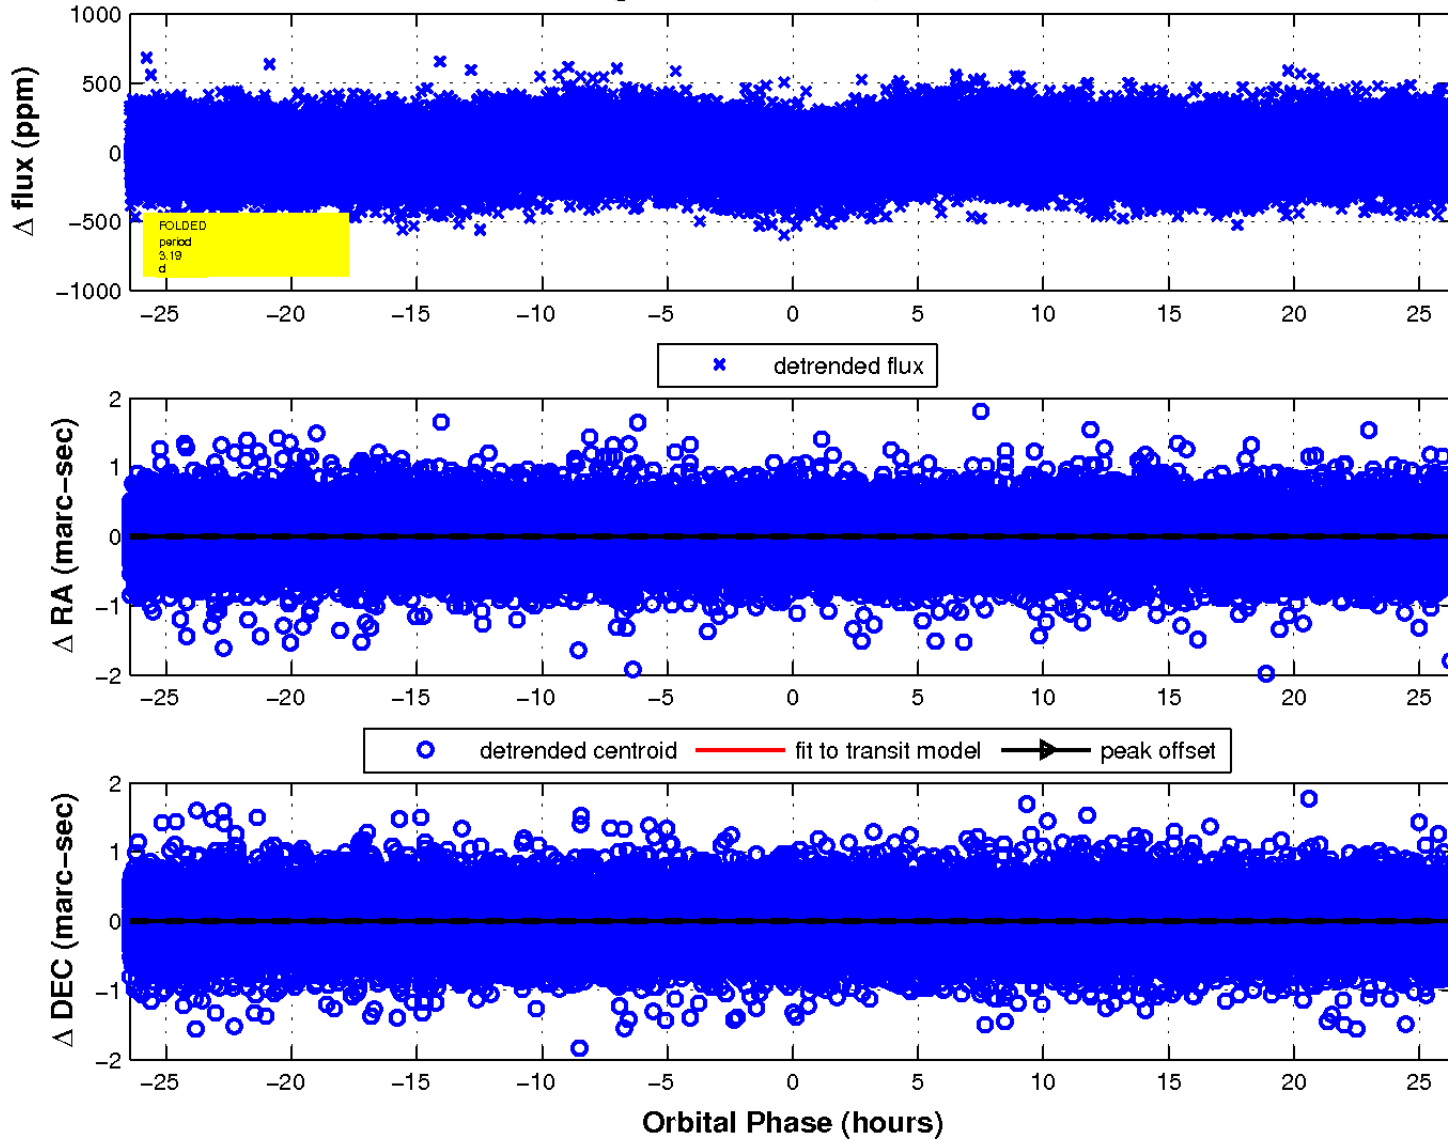 1000
500
0
−500
−1000
Δ flux (ppm)
FOLDED
period
3.19
d
−25 −20 −15 −10 −5 0 5 10 15 20 25
detrended flux
2
1
0
−1
−2
Δ RA (marc−sec)
−25 −20 −15 −10 −5 0 5 10 15 20 25
detrended centroid fit to transit model peak offset
2
1
0
−1
−2
Δ DEC (marc−sec)
−25 −20 −15 −10 −5 0 5 10 15 20 25
Orbital Phase (hours)